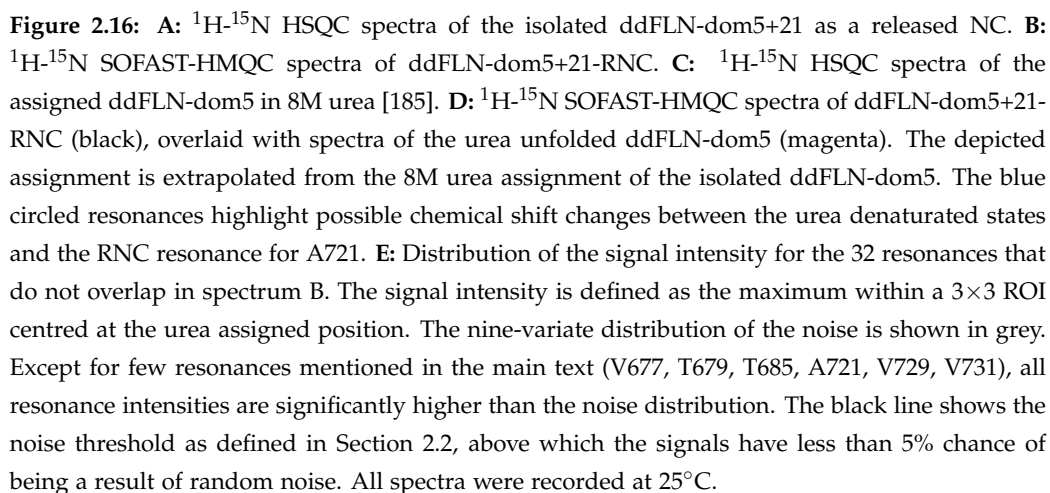 Figure 2.16: A: ¹H-¹⁵N HSQC spectra of the isolated ddFLN-dom5+21 as a released NC. B:
¹H-¹⁵N SOFAST-HMQC spectra of ddFLN-dom5+21-RNC. C: ¹H-¹⁵N HSQC spectra of the
assigned ddFLN-dom5 in 8M urea [185]. D: ¹H-¹⁵N SOFAST-HMQC spectra of ddFLN-dom5+21-
RNC (black), overlaid with spectra of the urea unfolded ddFLN-dom5 (magenta). The depicted
assignment is extrapolated from the 8M urea assignment of the isolated ddFLN-dom5. The blue
circled resonances highlight possible chemical shift changes between the urea denaturated states
and the RNC resonance for A721. E: Distribution of the signal intensity for the 32 resonances that
do not overlap in spectrum B. The signal intensity is defined as the maximum within a 3×3 ROI
centred at the urea assigned position. The nine-variate distribution of the noise is shown in grey.
Except for few resonances mentioned in the main text (V677, T679, T685, A721, V729, V731), all
resonance intensities are significantly higher than the noise distribution. The black line shows the
noise threshold as defined in Section 2.2, above which the signals have less than 5% chance of
being a result of random noise. All spectra were recorded at 25°C.